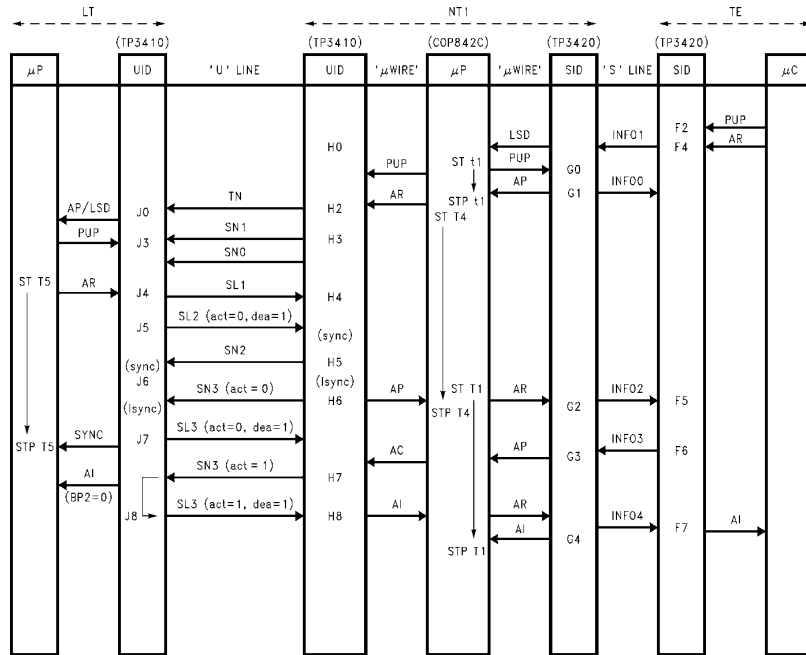 LT NT1 TE
(TP3410) (TP3410) (COP842C) (TP3420) (TP3420)
μP UID 'U' LINE UID 'μWIRE' μP 'μWIRE' SID 'S' LINE SID μC
F2 PUP
H0 LSD INFO1 F4 AR
PUP ST t1 PUP G0
AP G1 INFO0
J0 TN H2 AR STP t1
AP/LSD ST T4
PUP J3 SN1 H3
SN0
ST T5 AR J4 SL1 H4
J5 SL2 (act=0, dea=1)
(sync)
(sync) SN2 H5
J6 (Isync)
SN3 (act = 0) H6 AP ST T1 AR G2 INFO2 F5
(Isync) STP T4
STP T5 SYNC J7 SL3 (act=0, dea=1)
AC AP G3 INFO3 F6
AI SN3 (act = 1) H7
(BP2=0)
J8 SL3 (act=1, dea=1) H8 AI AR INFO4 F7 AI
STP T1 AI G4